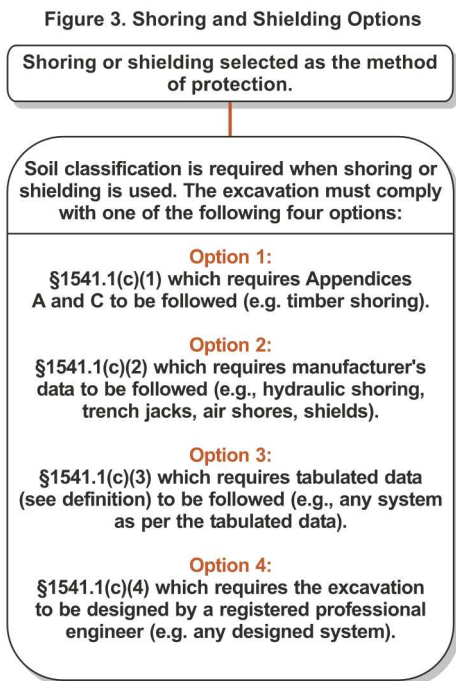 Figure 3. Shoring and Shielding Options
Shoring or shielding selected as the method
of protection.
Soil classification is required when shoring or
shielding is used. The excavation must comply
with one of the following four options:
Option 1:
§1541.1(c)(1) which requires Appendices
A and C to be followed (e.g. timber shoring).
Option 2:
§1541.1(c)(2) which requires manufacturer's
data to be followed (e.g., hydraulic shoring,
trench jacks, air shores, shields).
Option 3:
§1541.1(c)(3) which requires tabulated data
(see definition) to be followed (e.g., any system
as per the tabulated data).
Option 4:
§1541.1(c)(4) which requires the excavation
to be designed by a registered professional
engineer (e.g. any designed system).